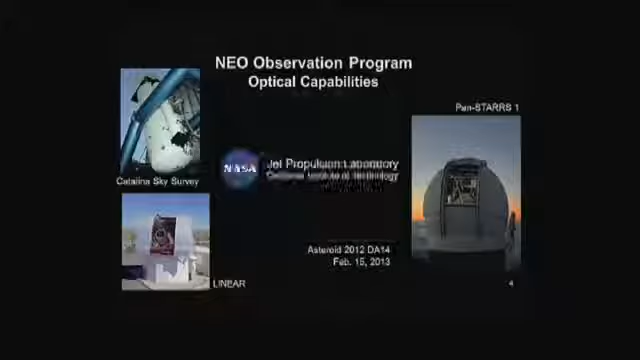 NEO Observation Program
Optical Capabilities
Pan-STARRS 1
Catalina Sky Survey
NASA
Jet Propulsion Laboratory
California Institute of Technology
Asteroid 2012 DA14
Feb. 15, 2013
LINEAR
4